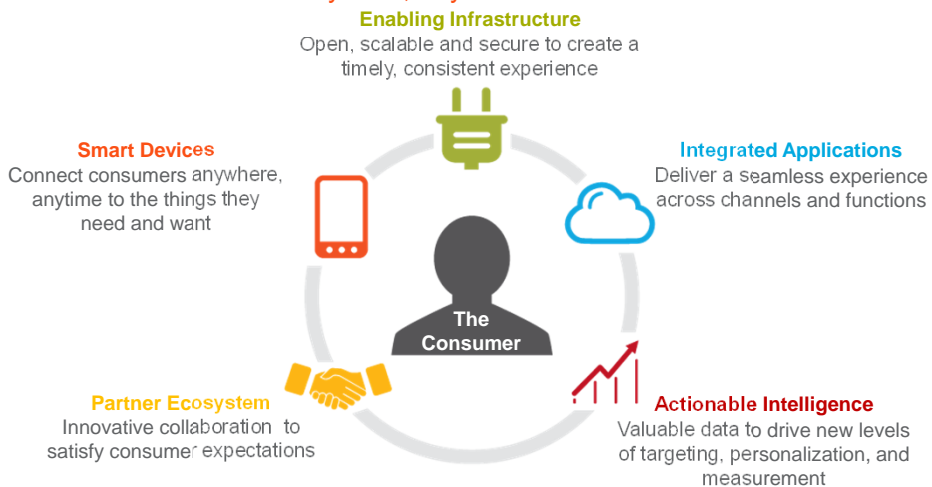 Enabling Infrastructure
Open, scalable and secure to create a
timely, consistent experience
Smart Devices
Connect consumers anywhere,
anytime to the things they
need and want
Integrated Applications
Deliver a seamless experience
across channels and functions
The
Consumer
Partner Ecosystem
Innovative collaboration to
satisfy consumer expectations
Actionable Intelligence
Valuable data to drive new levels
of targeting, personalization, and
measurement